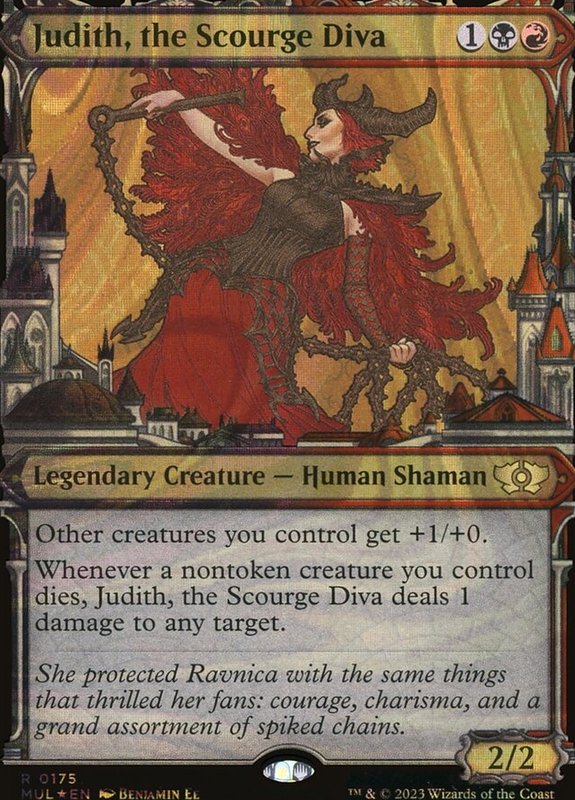 Judith, the Scourge Diva 1
Legendary Creature — Human Shaman
Other creatures you control get +1/+0.
Whenever a nontoken creature you control
dies, Judith, the Scourge Diva deals 1
damage to any target.
She protected Ravnica with the same things
that thrilled her fans: courage, charisma, and a
grand assortment of spiked chains.
2/2
R 0175
MUL★EN Benjamin Ee
™ & © 2023 Wizards of the Coast